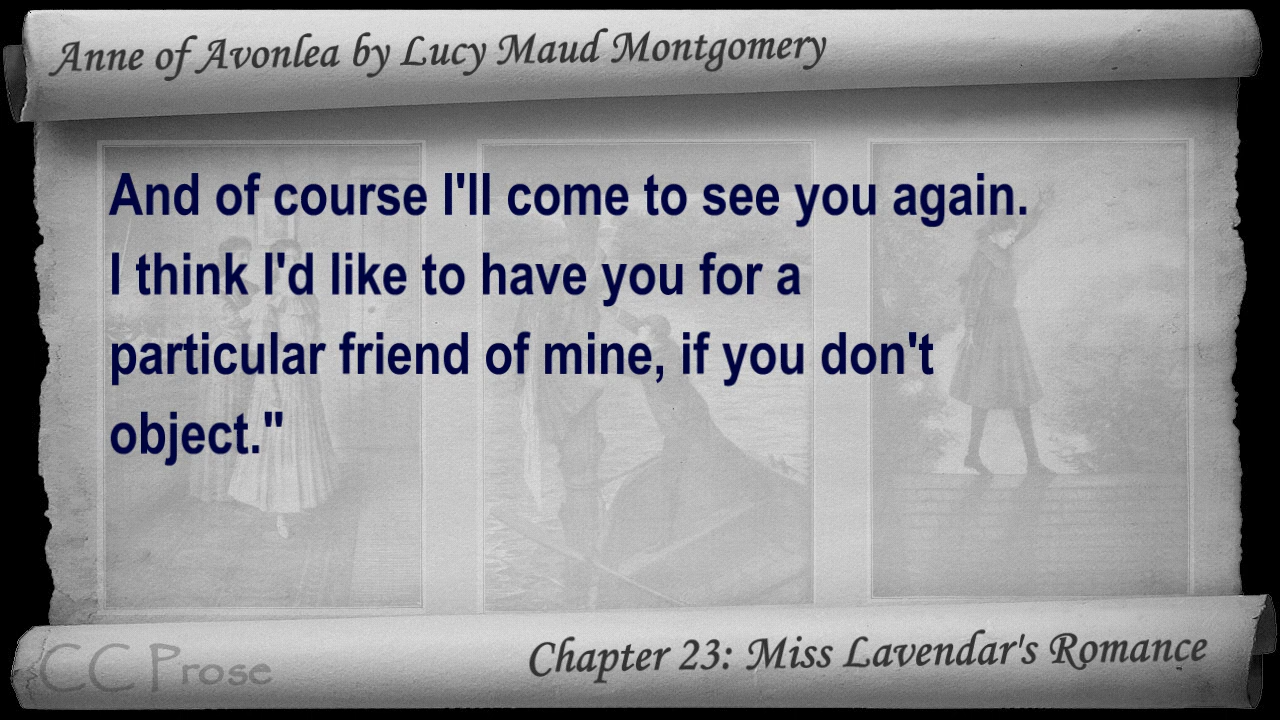 Anne of Avonlea by Lucy Maud Montgomery
And of course I'll come to see you again.
I think I'd like to have you for a
particular friend of mine, if you don't
object."
Chapter 23: Miss Lavendar's Romance
CC Prose